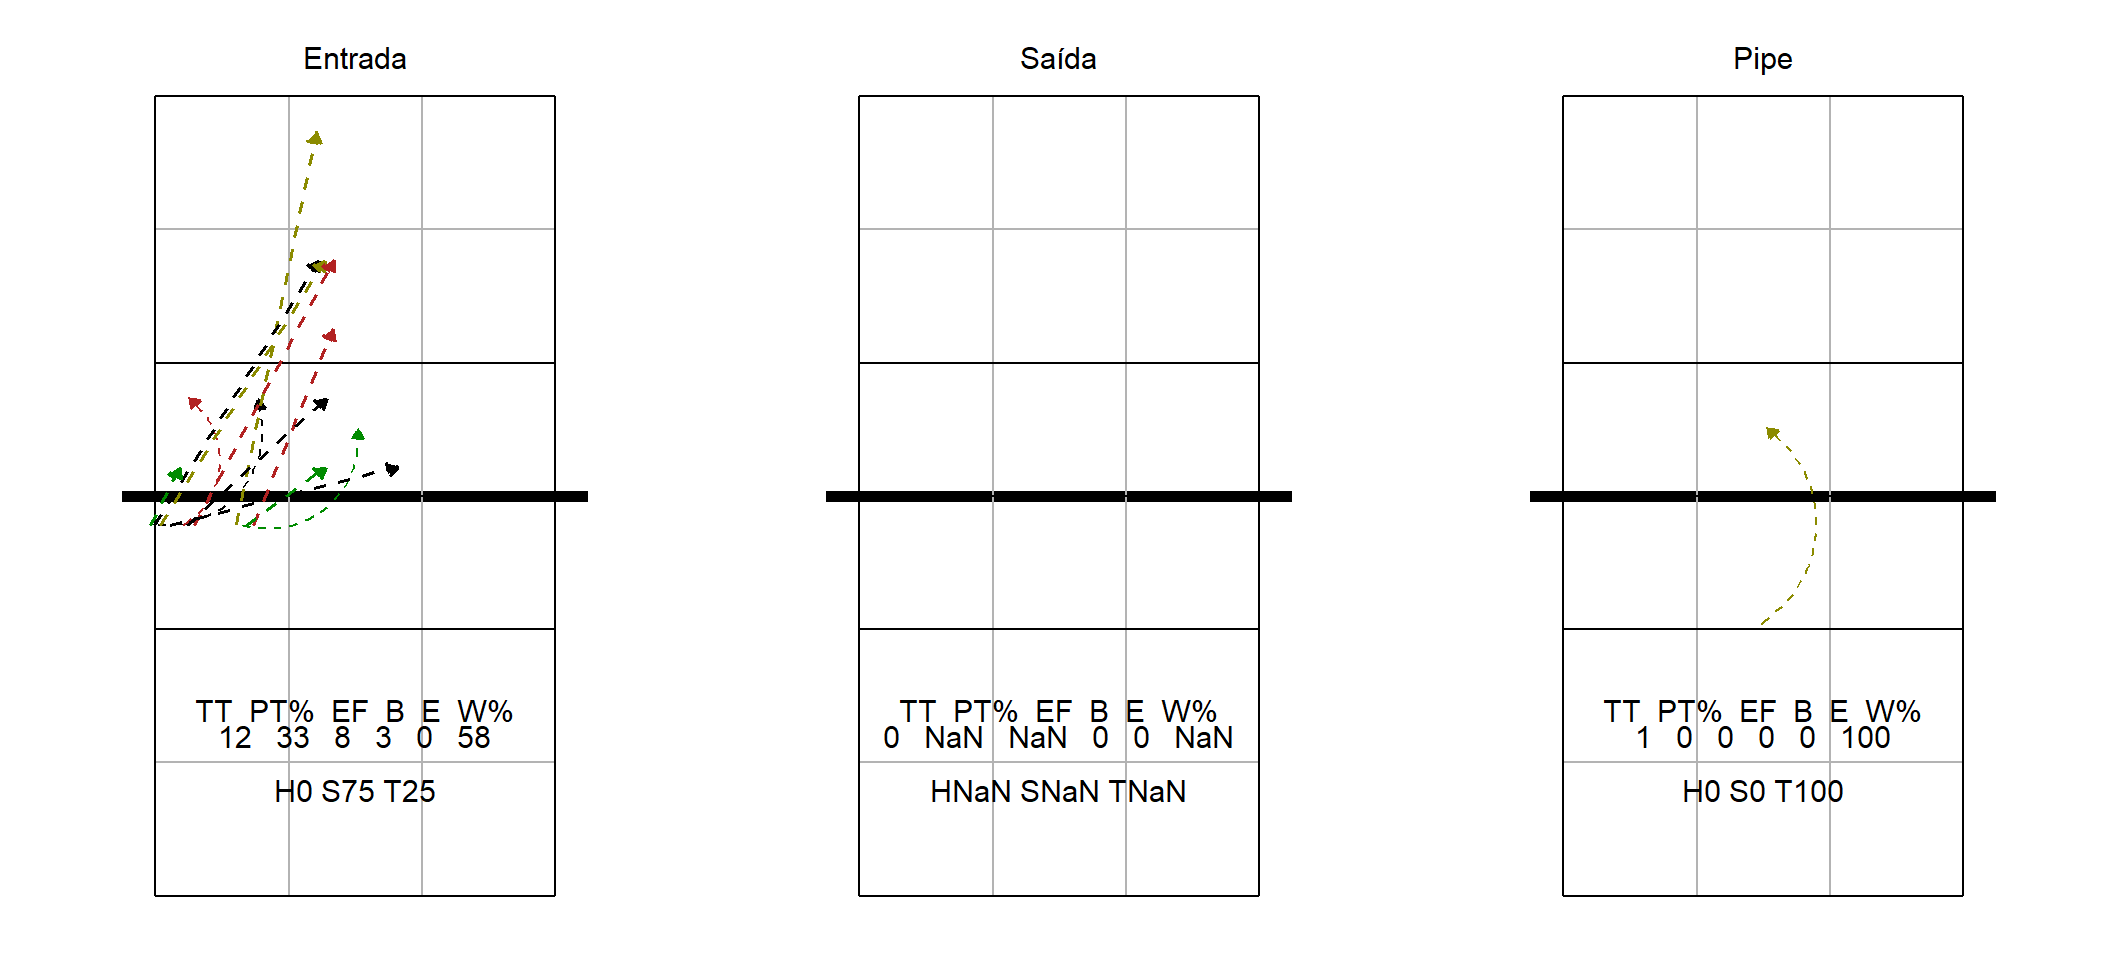 Entrada
TT PT% EF B E W%
12 33 8 3 0 58
H0 S75 T25
Saída
TT PT% EF B E W%
0 NaN NaN 0 0 NaN
HNaN SNaN TNaN
Pipe
TT PT% EF B E W%
1 0 0 0 0 100
H0 S0 T100